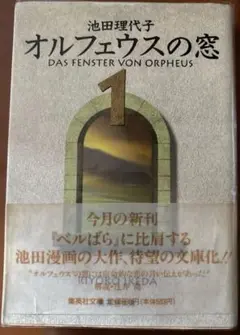 池田理代子
オルフェウスの窓
DAS FENSTER VON ORPHEUS
1
今月の新刊
『ベルばら』に比肩する
池田漫画の大作、待望の文庫化!!
RIYOKO IKEDA
集英社文庫